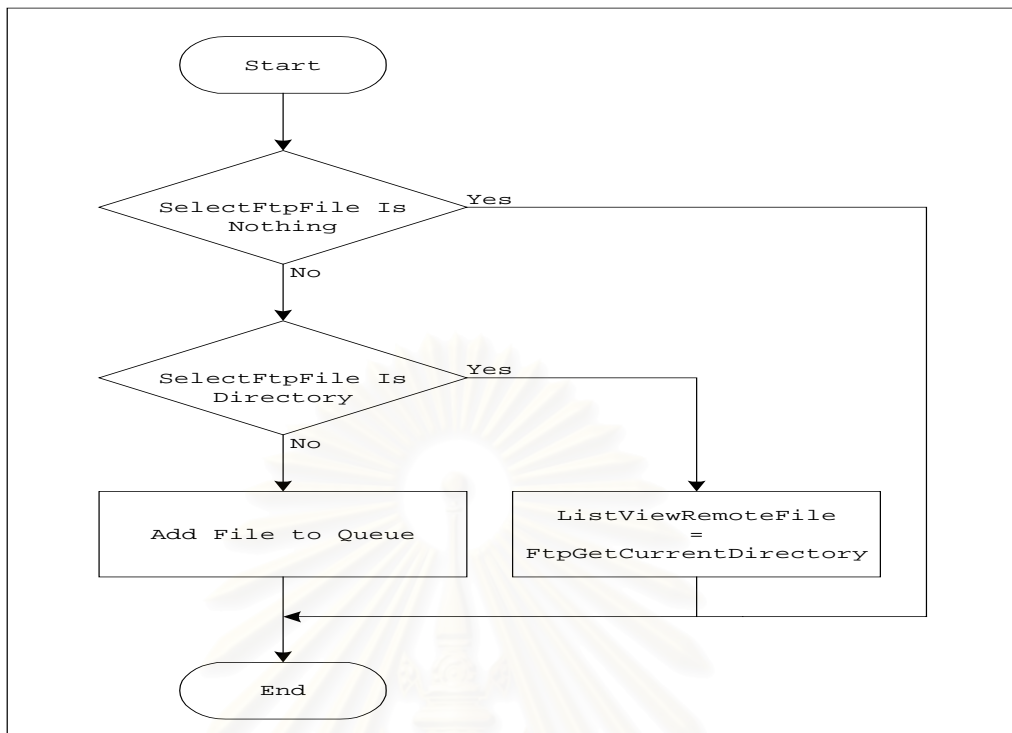 Start
SelectFtpFile Is
Nothing
Yes
No
SelectFtpFile Is
Directory
Yes
No
Add File to Queue
ListViewRemoteFile
=
FtpGetCurrentDirectory
End